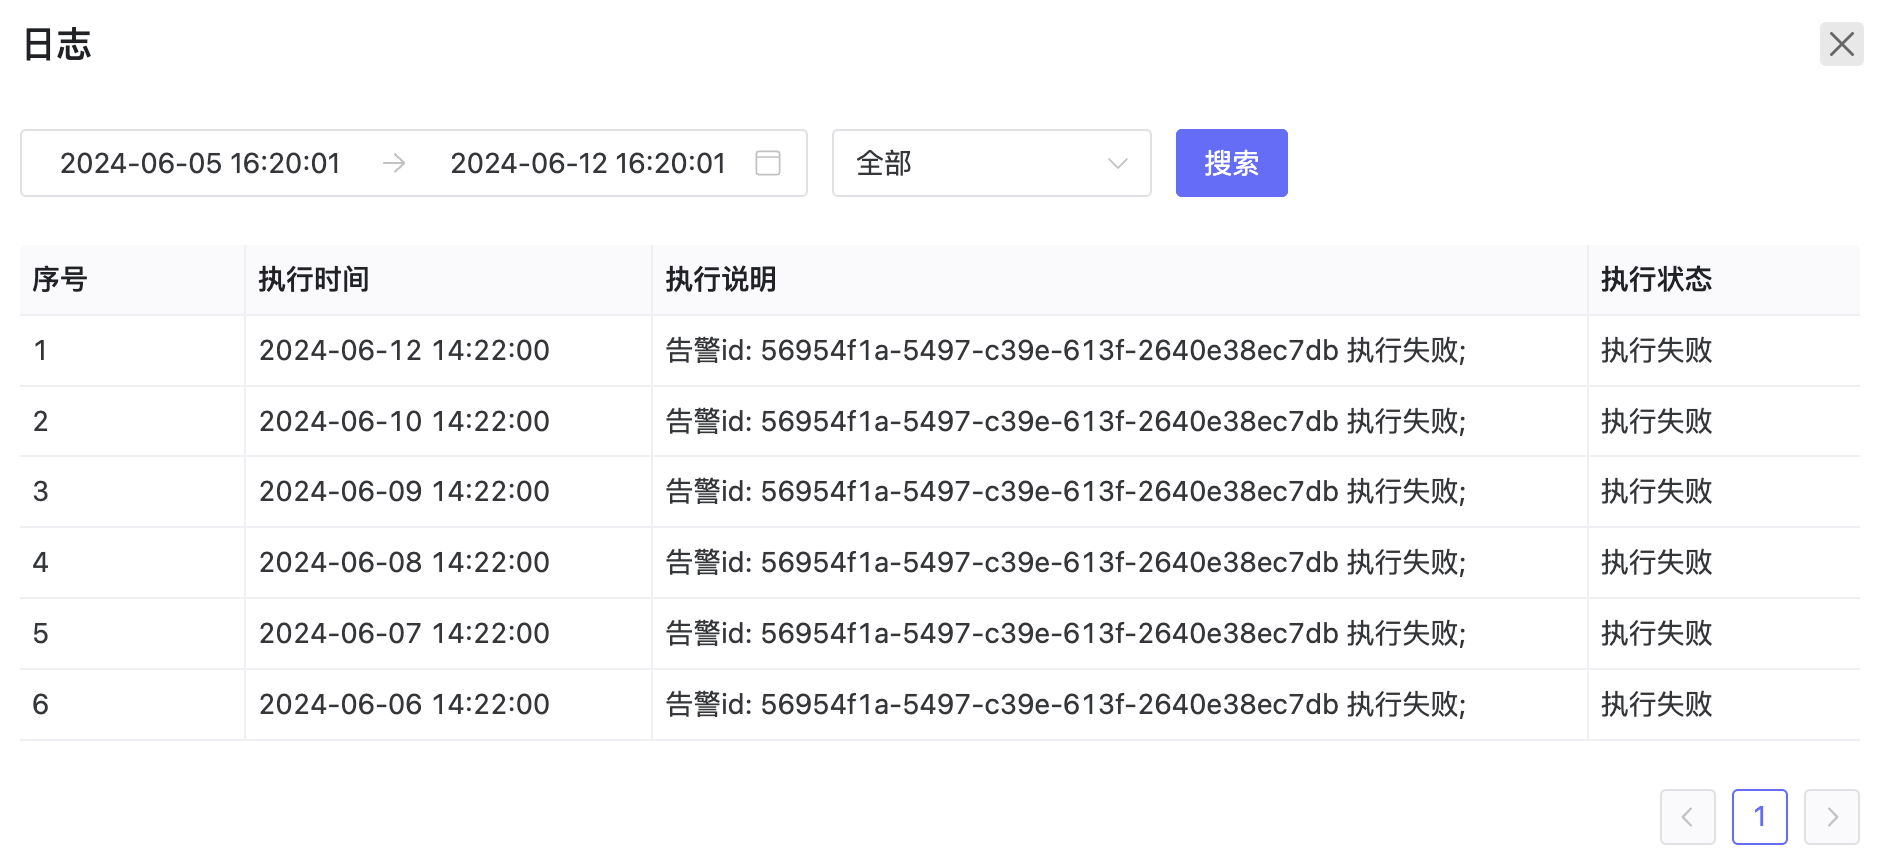 日志
2024-06-05 16:20:01 → 2024-06-12 16:20:01 全部 搜索
序号 执行时间 执行说明 执行状态
1 2024-06-12 14:22:00 告警id: 56954f1a-5497-c39e-613f-2640e38ec7db 执行失败; 执行失败
2 2024-06-10 14:22:00 告警id: 56954f1a-5497-c39e-613f-2640e38ec7db 执行失败; 执行失败
3 2024-06-09 14:22:00 告警id: 56954f1a-5497-c39e-613f-2640e38ec7db 执行失败; 执行失败
4 2024-06-08 14:22:00 告警id: 56954f1a-5497-c39e-613f-2640e38ec7db 执行失败; 执行失败
5 2024-06-07 14:22:00 告警id: 56954f1a-5497-c39e-613f-2640e38ec7db 执行失败; 执行失败
6 2024-06-06 14:22:00 告警id: 56954f1a-5497-c39e-613f-2640e38ec7db 执行失败; 执行失败
1